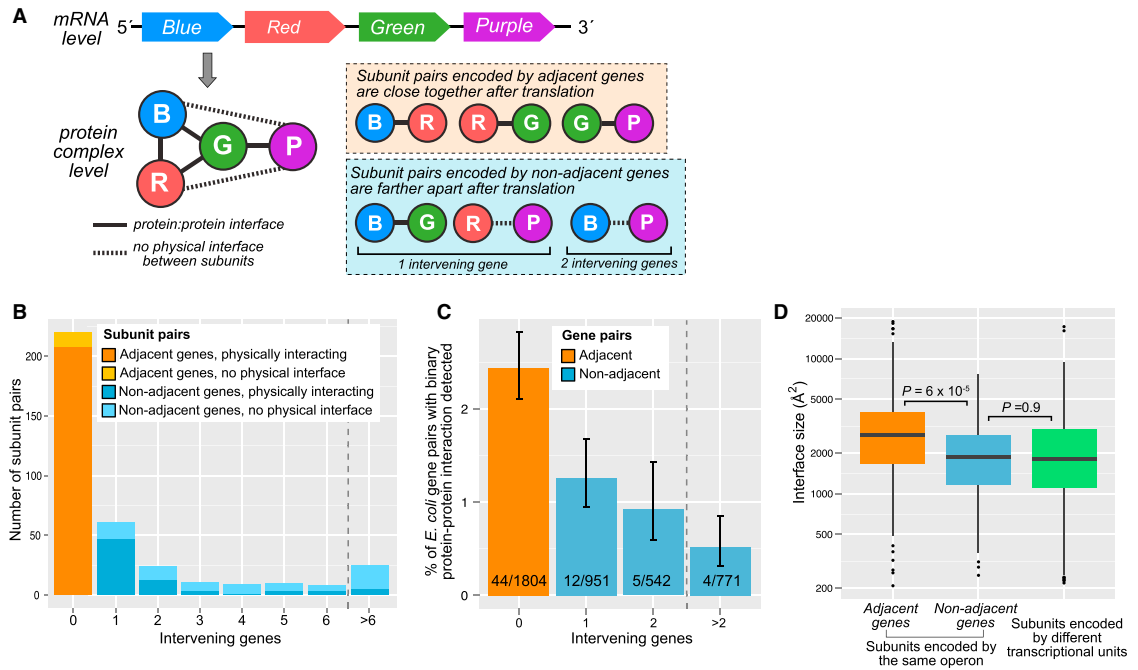 A
mRNA
level
5´
Blue
Red
Green
Purple
3´
protein
complex
level
B
G
P
R
protein:protein interface
no physical interface
between subunits
Subunit pairs encoded by adjacent genes
are close together after translation
B R R G G P
Subunit pairs encoded by non-adjacent genes
are farther apart after translation
B G R P B P
1 intervening gene
2 intervening genes
B
Number of subunit pairs
200
150
100
50
0
Subunit pairs
Adjacent genes, physically interacting
Adjacent genes, no physical interface
Non-adjacent genes, physically interacting
Non-adjacent genes, no physical interface
0 1 2 3 4 5 6 >6
Intervening genes
C
% of E. coli gene pairs with binary
protein-protein interaction detected
2
1
0
Gene pairs
Adjacent
Non-adjacent
44/1804 12/951 5/542 4/771
0 1 2 >2
Intervening genes
D
Interface size (Å²)
20000
10000
5000
2000
1000
500
200
P = 6 x 10⁻⁵
P =0.9
Adjacent
genes
Non-adjacent
genes
Subunits encoded by
the same operon
Subunits encoded
by different
transcriptional units